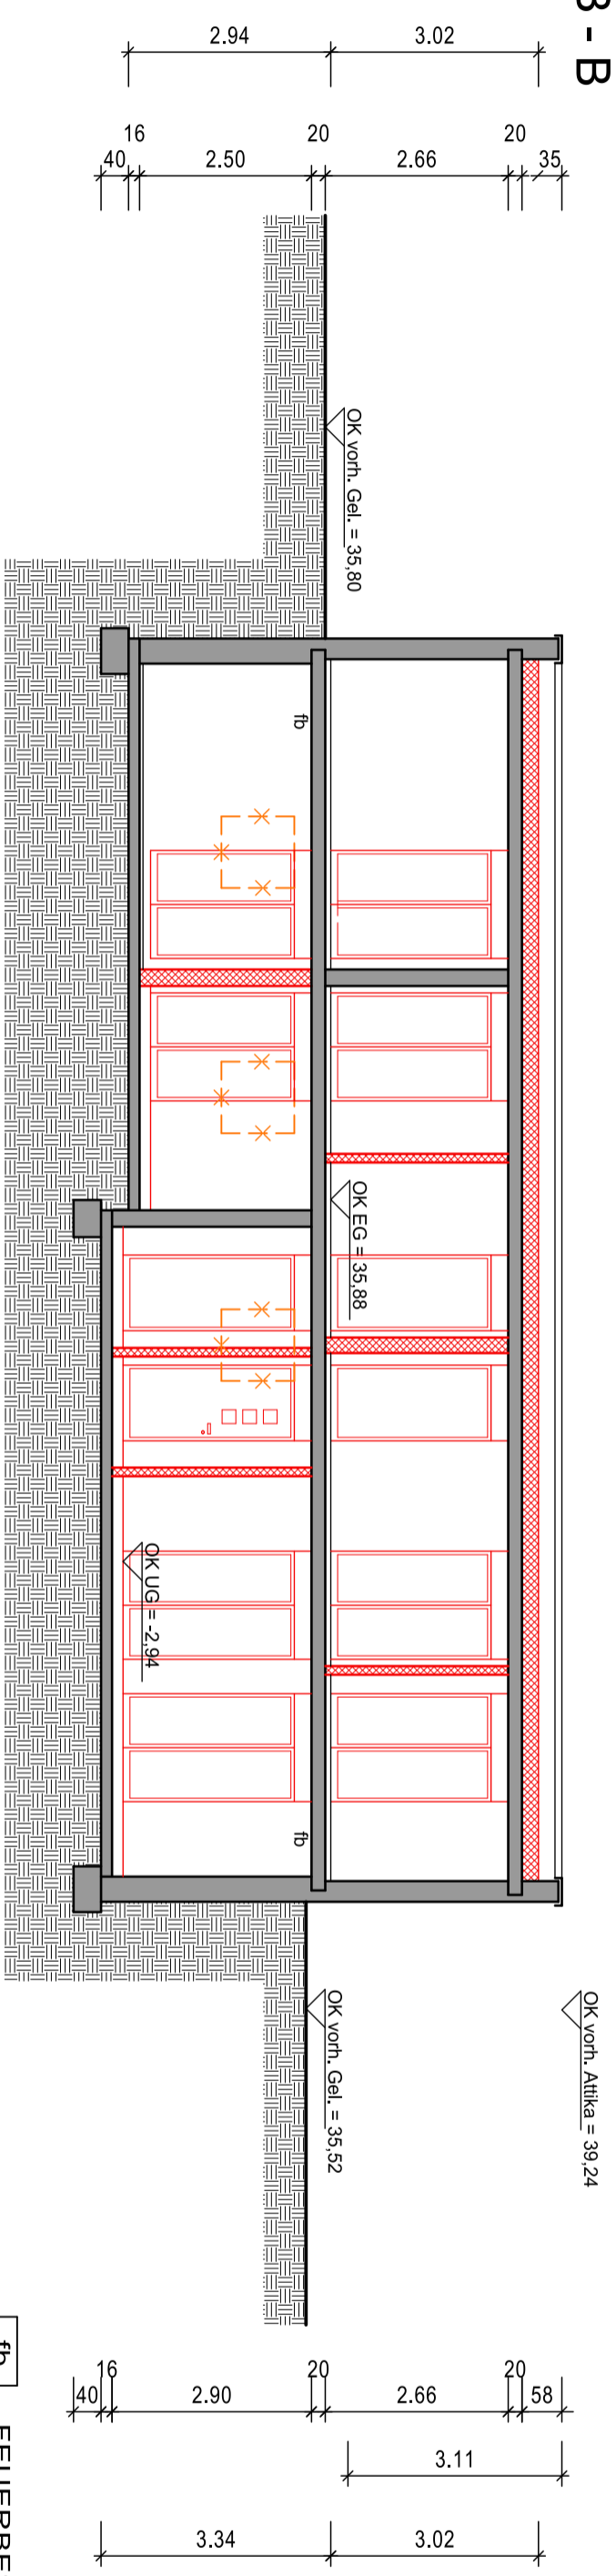 B - B
2.94
3.02
16
20
20
40
2.50
2.66
35
OK vorh. Gel. = 35,80
fb
OK EG = 35,88
OK UG = -2,94
fb
OK vorh. Gel. = 35,52
OK vorh. Attika = 39,24
16
20
20
40
2.90
2.66
58
3.11
3.34
3.02
fb